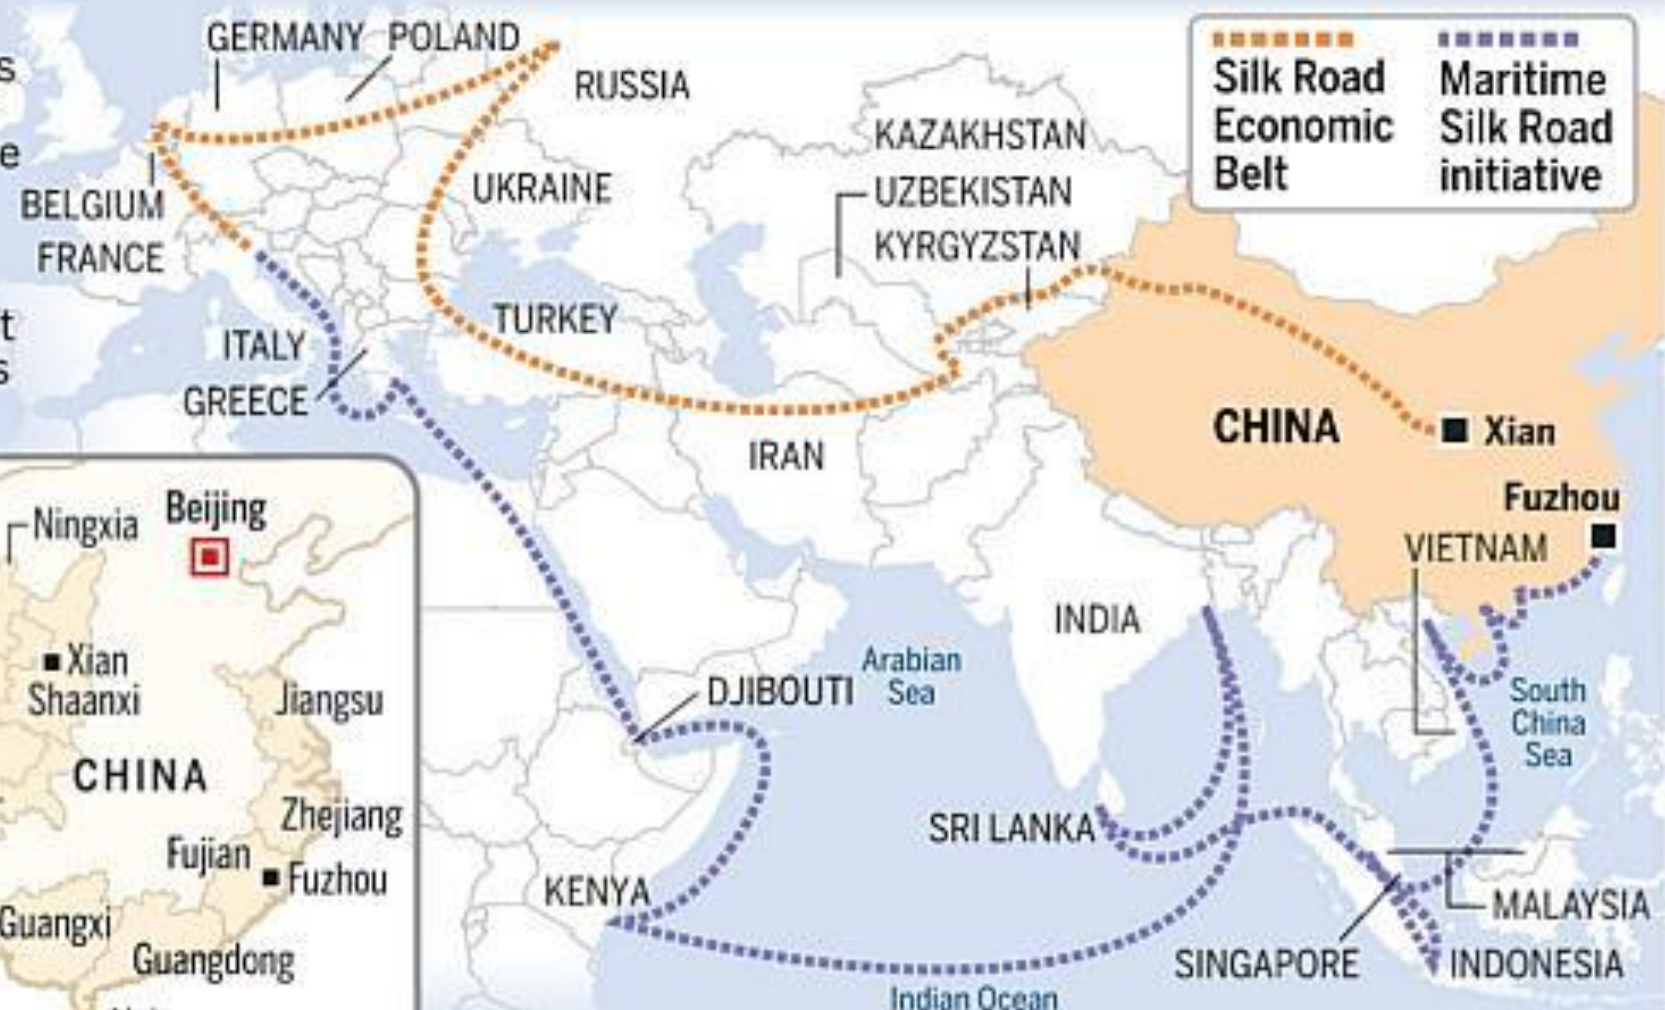 GERMANY
POLAND
RUSSIA
Silk Road
Economic
Belt
Maritime
Silk Road
initiative
KAZAKHSTAN
UZBEKISTAN
KYRGYZSTAN
UKRAINE
BELGIUM
FRANCE
TURKEY
ITALY
GREECE
IRAN
CHINA
Xian
Fuzhou
VIETNAM
INDIA
Arabian
Sea
DJIBOUTI
South
China
Sea
SRI LANKA
KENYA
MALAYSIA
SINGAPORE
INDONESIA
Indian Ocean
Ningxia
Beijing
Xian
Shaanxi
Jiangsu
CHINA
Zhejiang
Fujian
Fuzhou
Guangxi
Guangdong